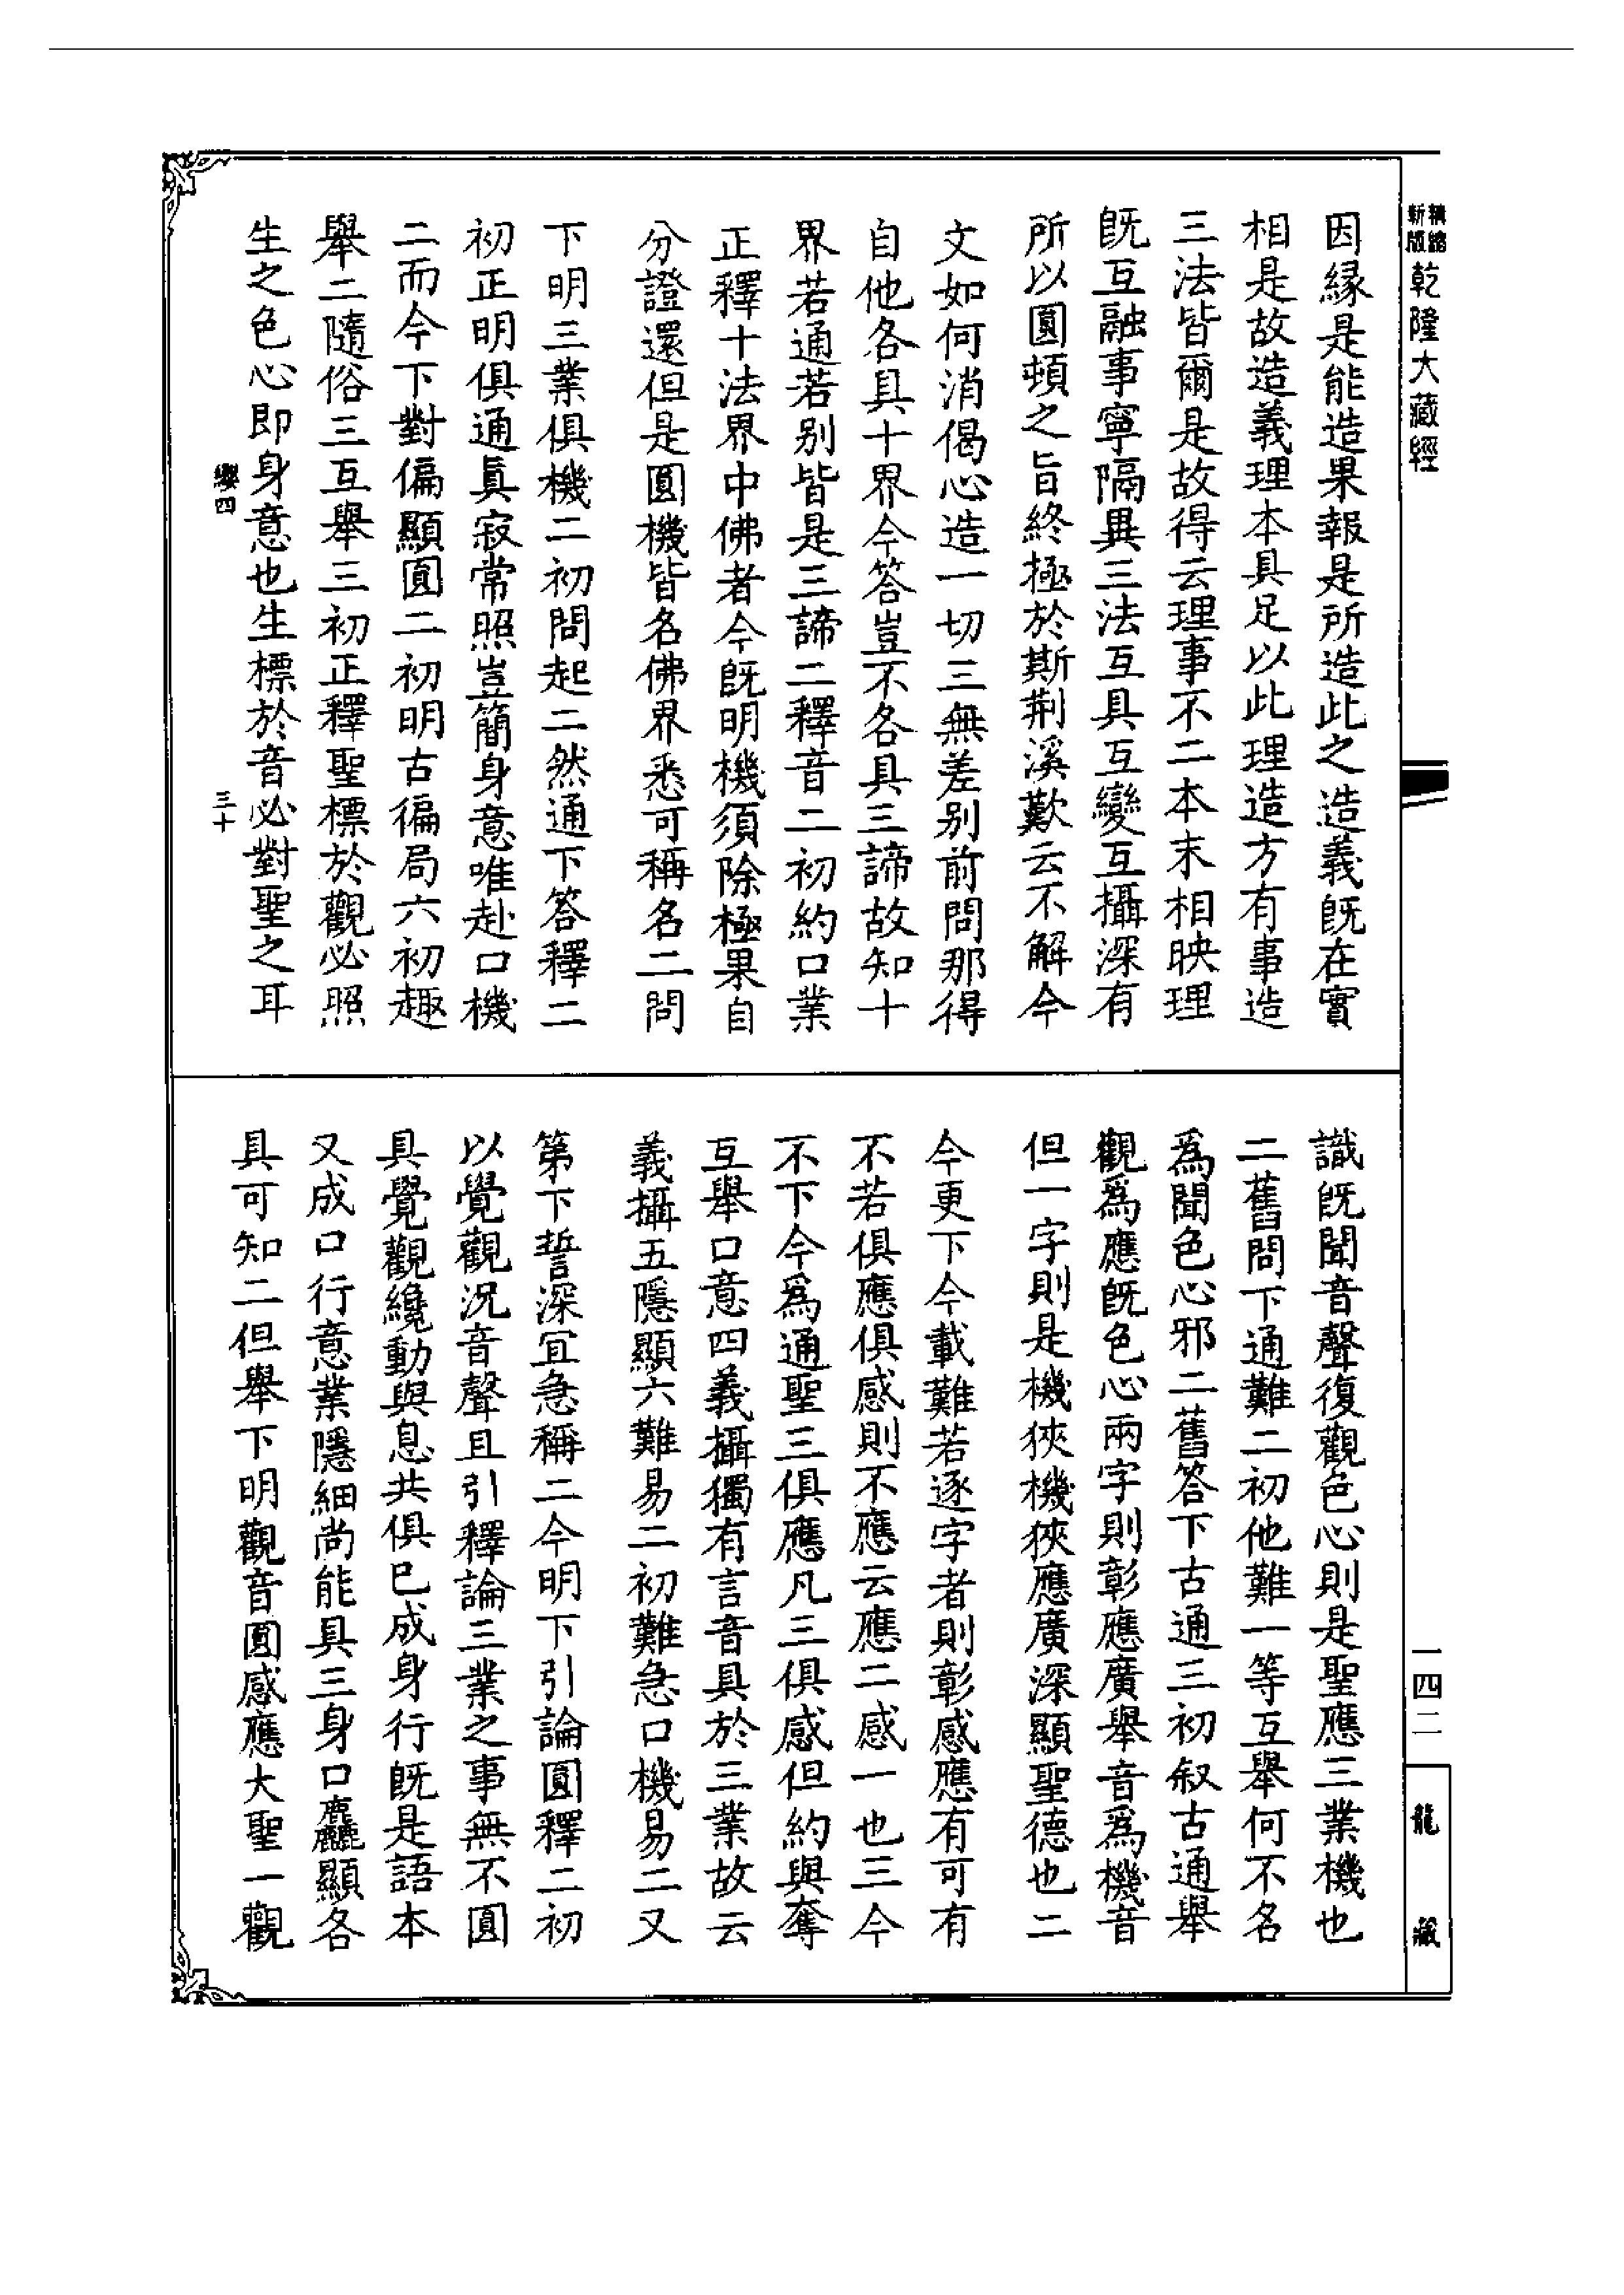 新版
精縮
乾隆大藏經
因緣是能造果報是所造此之造義既在實
相是故造義理本具足以此理造方有事造
三法皆爾是故得云理事不二本末相映理
既互融事寧隔異三法互具互變互攝深有
所以圓頓之旨終極於斯荆溪歎云不解今
文如何消偈心造一切三無差别前問那得
自他各具十界今答豈不各具三諦故知十
界若通若别皆是三諦二釋音二初約口業
正釋十法界中佛者今既明機須除極果自
分證還但是圓機皆名佛界悉可稱名二問
下明三業俱機二初問起二然通下答釋二
初正明俱通眞寂常照豈簡身意唯赴口機
二而今下對偏顯圓二初明古徧局六初趣
舉二隨俗三互舉三初正釋聖標於觀必照
生之色心即身意也生標於音必對聖之耳
纓四
三十
識既聞音聲復觀色心則是聖應三業機也
二舊問下通難二初他難一等互舉何不名
爲聞色心邪二舊答下古通三初叙古通舉
觀爲應既色心兩字則彰應廣舉音爲機音
但一字則是機狹機狹應廣深顯聖德也二
今更下今載難若逐字者則彰感應有可有
不若俱應俱感則不應云應二感一也三今
不下今爲通聖三俱應凡三俱感但約與奪
互舉口意四義攝獨有言音具於三業故云
義攝五隱顯六難易二初難急口機易二又
第下誓深宜急稱二今明下引論圓釋二初
以覺觀況音聲且引釋論三業之事無不圓
具覺觀纔動與息共俱已成身行既是語本
又成口行意業隱細尚能具三身口麤顯各
具可知二但舉下明觀音圓感應大聖一觀
一四二
龍藏